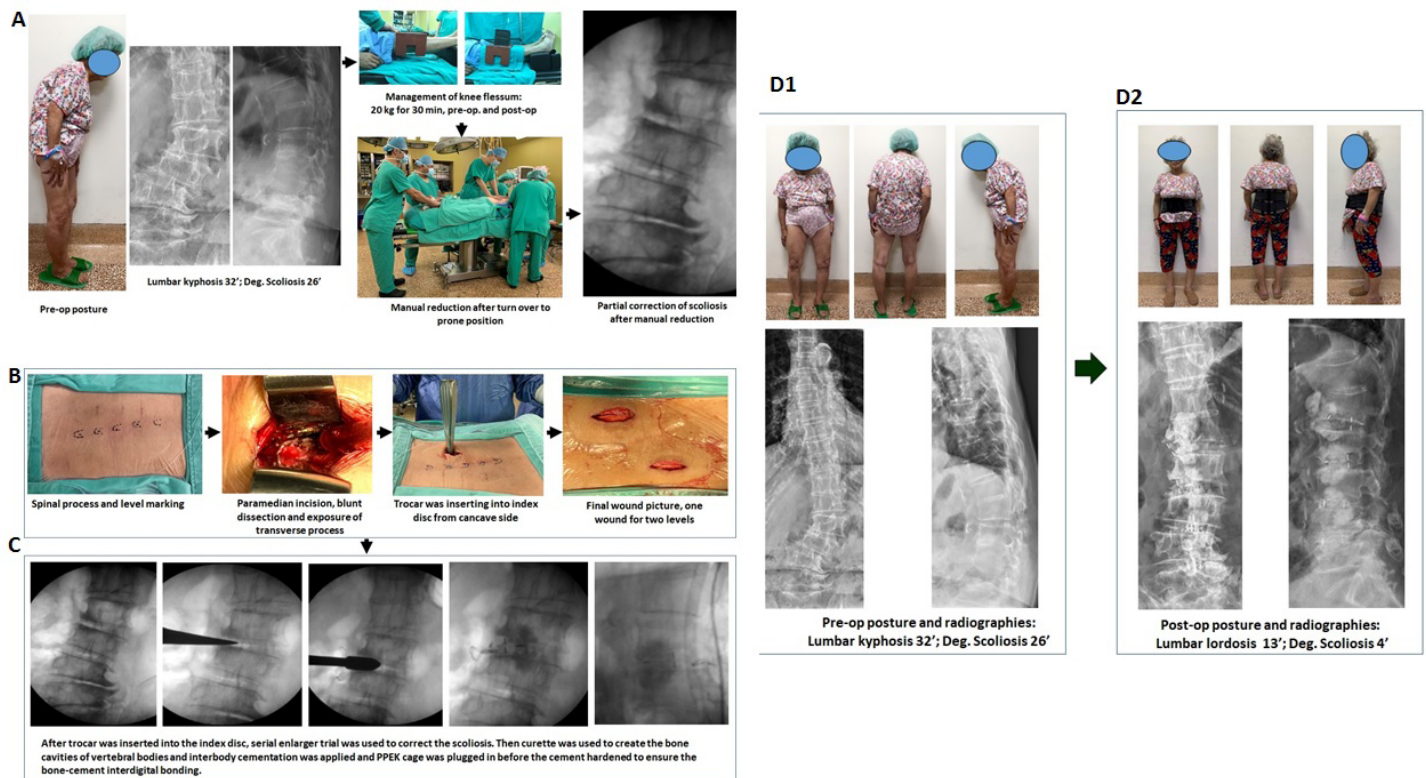 A
Management of knee flessum:
20 kg for 30 min, pre-op. and post-op
Pre-op posture
Lumbar kyphosis 32'; Deg. Scoliosis 26'
Manual reduction after turn over to
prone position
Partial correction of scoliosis
after manual reduction
B
Spinal process and level marking
Paramedian incision, blunt
dissection and exposure of
transverse process
Trocar was inserting into index
disc from cancave side
Final wound picture, one
wound for two levels
C
After trocar was inserted into the index disc, serial enlarger trial was used to correct the scoliosis. Then curette was used to create the bone
cavities of vertebral bodies and interbody cementation was applied and PPEK cage was plugged in before the cement hardened to ensure the
bone-cement interdigital bonding.
D1
Pre-op posture and radiographies:
Lumbar kyphosis 32'; Deg. Scoliosis 26'
D2
Post-op posture and radiographies:
Lumbar lordosis 13'; Deg. Scoliosis 4'